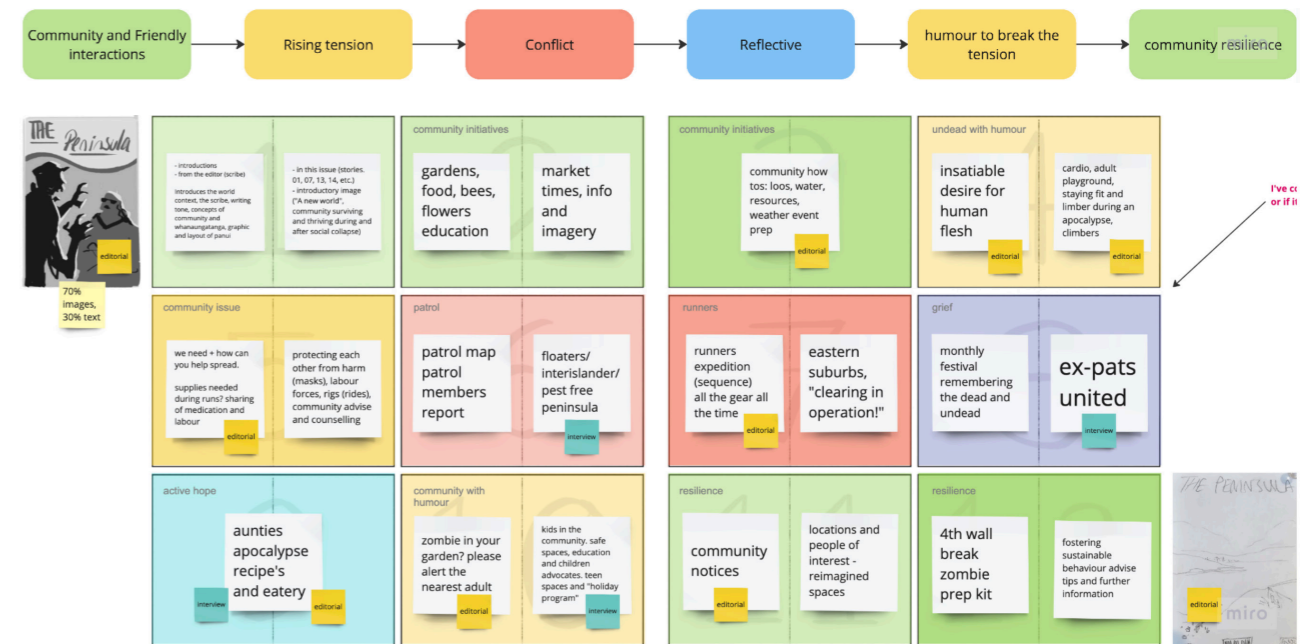 Community and Friendly
interactions
Rising tension
Conflict
Reflective
humour to break the
tension
community resilience
miro
THE
Peninsula
editorial
70%
images,
30% text
- introductions
- from the editor (scribe)
Introduces the world
context, the scribe, writing
tone, concepts of
community and
whanaungatanga, graphic
and layout of panui
- in this issue (stories.
01, 07, 13, 14, etc.)
- introductory image
("A new world",
community surviving
and thriving during and
after social collapse)
community initiatives
gardens,
food, bees,
flowers
education
market
times, info
and
imagery
community initiatives
community how
tos: loos, water,
resources,
weather event
prep
editorial
undead with humour
insatiable
desire for
human
flesh
editorial
cardio, adult
playground,
staying fit and
limber during an
apocalypse,
climbers
editorial
I've c
or if i
community issue
we need + how can
you help spread.
supplies needed
during runs? sharing
of medication and
labour
editorial
protecting each
other from harm
(masks), labour
forces, rigs (rides),
community advise
and counselling
patrol
patrol map
patrol
members
report
floaters/
interislander/
pest free
peninsula
interview
runners
runners
expedition
(sequence)
all the gear all
the time
editorial
eastern
suburbs,
"clearing in
operation!"
grief
monthly
festival
remembering
the dead and
undead
ex-pats
united
interview
active hope
aunties
apocalypse
recipe's
and eatery
interview
editorial
community with
humour
zombie in your
garden? please
alert the
nearest adult
editorial
kids in the
community. safe
spaces, education
and children
advocates. teen
spaces and "holiday
program"
interview
resilience
community
notices
editorial
locations and
people of
interest -
reimagined
spaces
resilience
4th wall
break
zombie
prep kit
fostering
sustainable
behaviour advise
tips and further
information
THE PENINSULA
editorial
miro